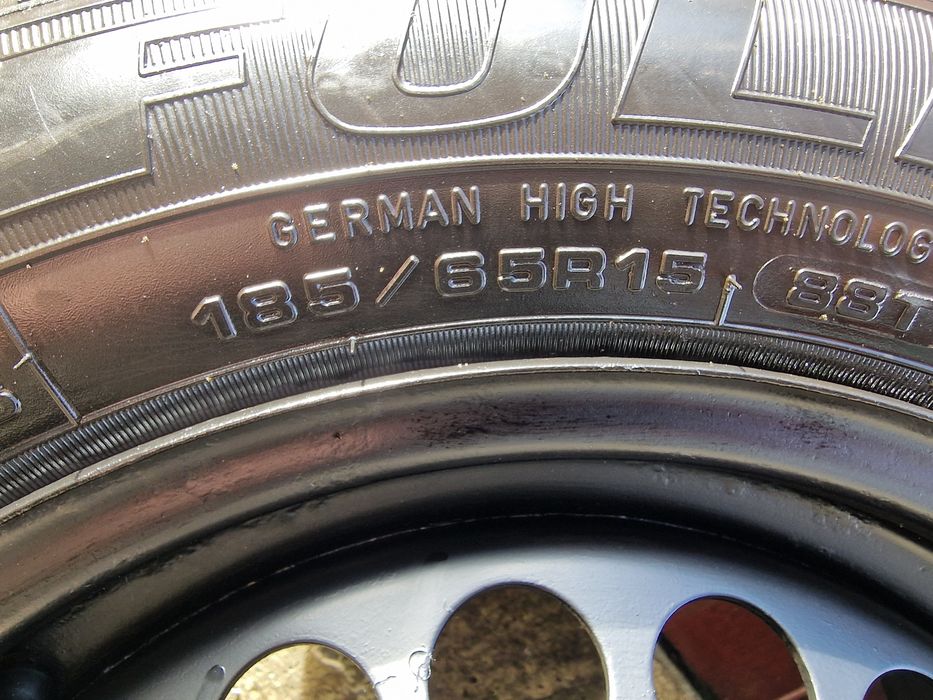 GERMAN HIGH TECHNOLOG
185/65R15 88T